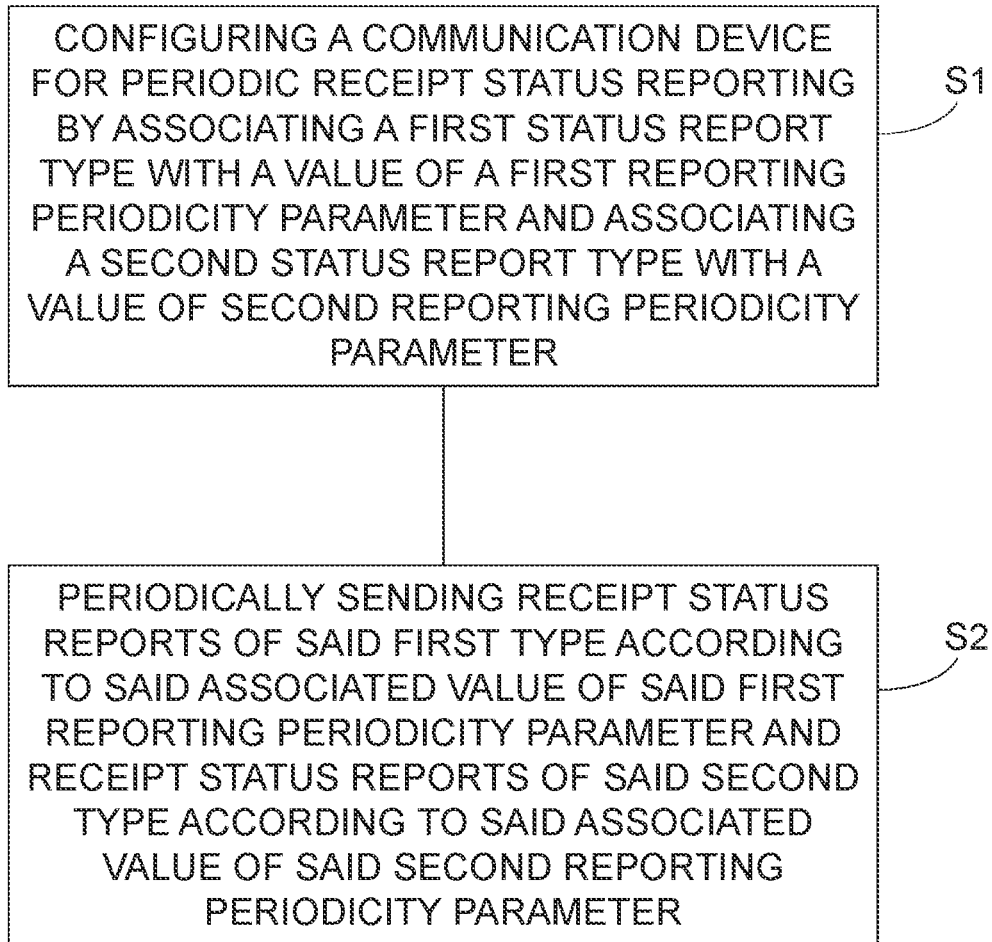 CONFIGURING A COMMUNICATION DEVICE
FOR PERIODIC RECEIPT STATUS REPORTING
BY ASSOCIATING A FIRST STATUS REPORT
TYPE WITH A VALUE OF A FIRST REPORTING
PERIODICITY PARAMETER AND ASSOCIATING
A SECOND STATUS REPORT TYPE WITH A
VALUE OF SECOND REPORTING PERIODICITY
PARAMETER
S1
PERIODICALLY SENDING RECEIPT STATUS
REPORTS OF SAID FIRST TYPE ACCORDING
TO SAID ASSOCIATED VALUE OF SAID FIRST
REPORTING PERIODICITY PARAMETER AND
RECEIPT STATUS REPORTS OF SAID SECOND
TYPE ACCORDING TO SAID ASSOCIATED
VALUE OF SAID SECOND REPORTING
PERIODICITY PARAMETER
S2